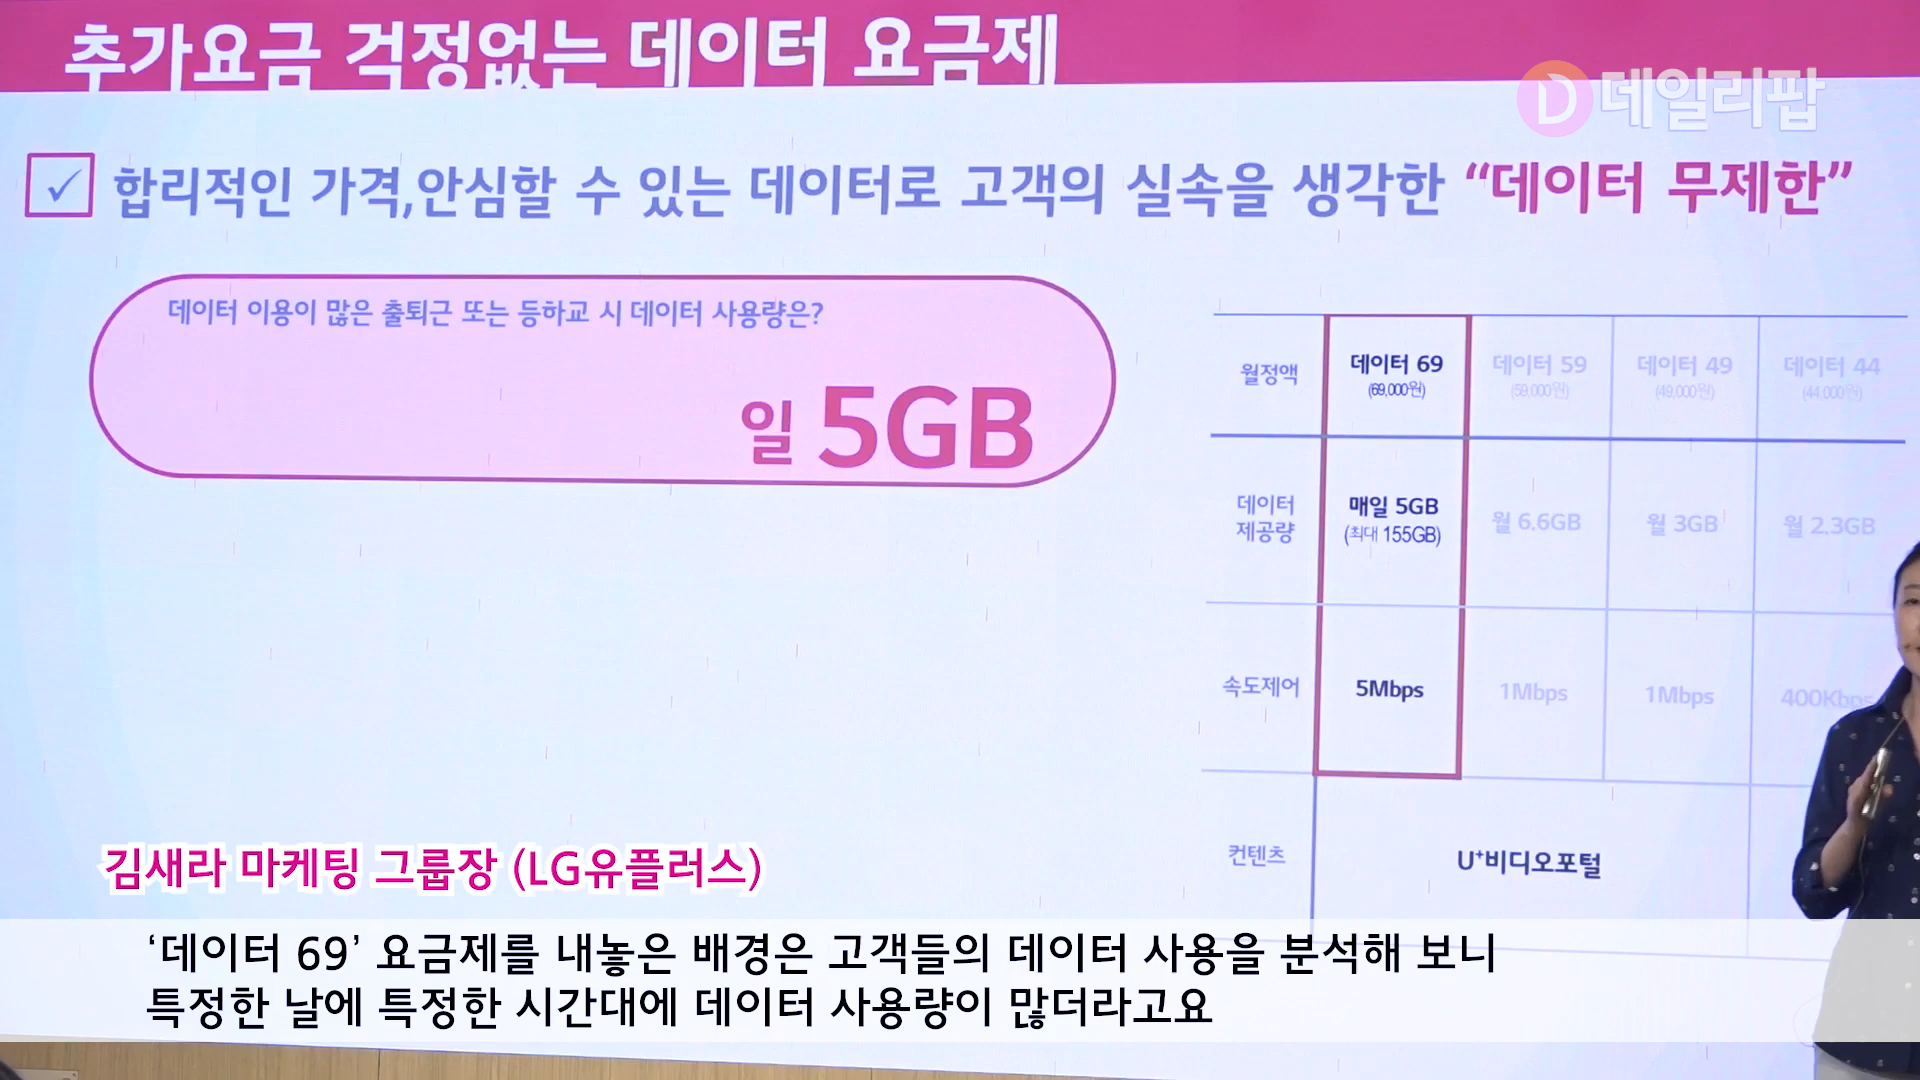 추가요금 걱정없는 데이터 요금제
데일리팝
✓ 합리적인 가격,안심할 수 있는 데이터로 고객의 실속을 생각한 “데이터 무제한”
데이터 이용이 많은 출퇴근 또는 등하교 시 데이터 사용량은?
일 5GB
월정액 데이터 69 데이터 59 데이터 49 데이터 44
(69,000원) (59,000원) (49,000원) (44,000원)
데이터 제공량 매일 5GB 월 6.6GB 월 3GB 월 2.3GB
(최대 155GB)
속도제어 5Mbps 1Mbps 1Mbps 400Kbps
컨텐츠 U⁺비디오포털
김새라 마케팅 그룹장 (LG유플러스)
‘데이터 69’ 요금제를 내놓은 배경은 고객들의 데이터 사용을 분석해 보니
특정한 날에 특정한 시간대에 데이터 사용량이 많더라고요